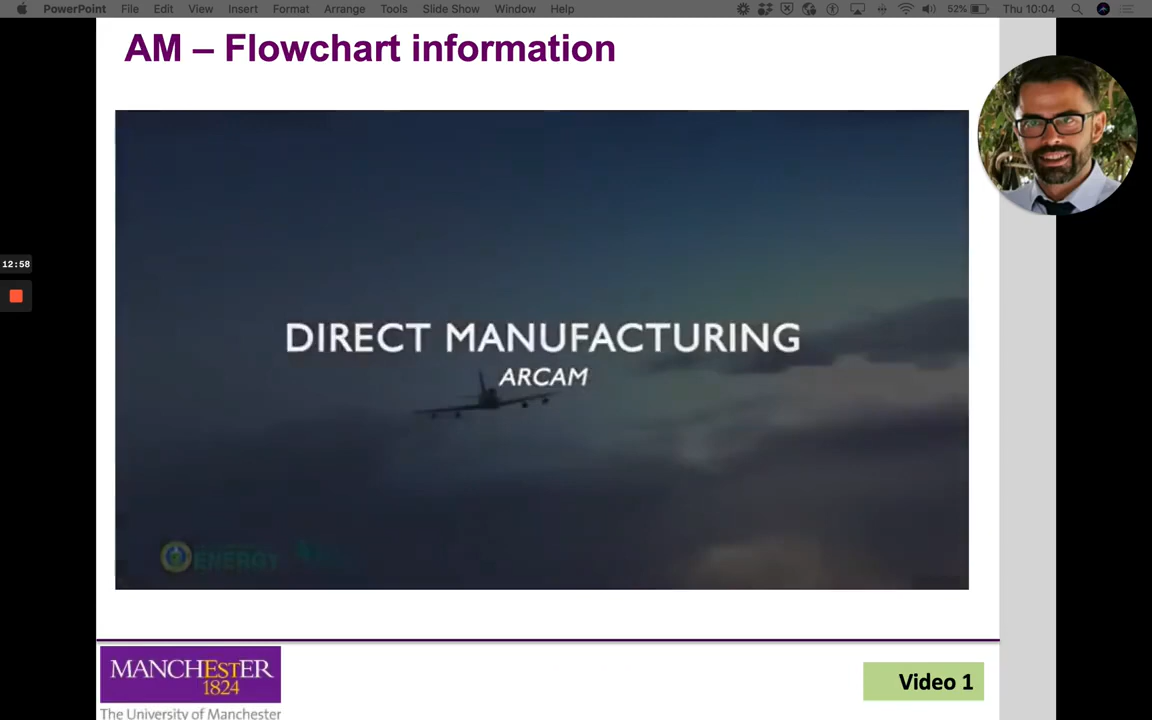 PowerPoint File Edit View Insert Format Arrange Tools Slide Show Window Help 52% Thu 10:04
AM – Flowchart information
12:58
DIRECT MANUFACTURING
ARCAM
ENERGY
MANCHESTER
1824
The University of Manchester
Video 1